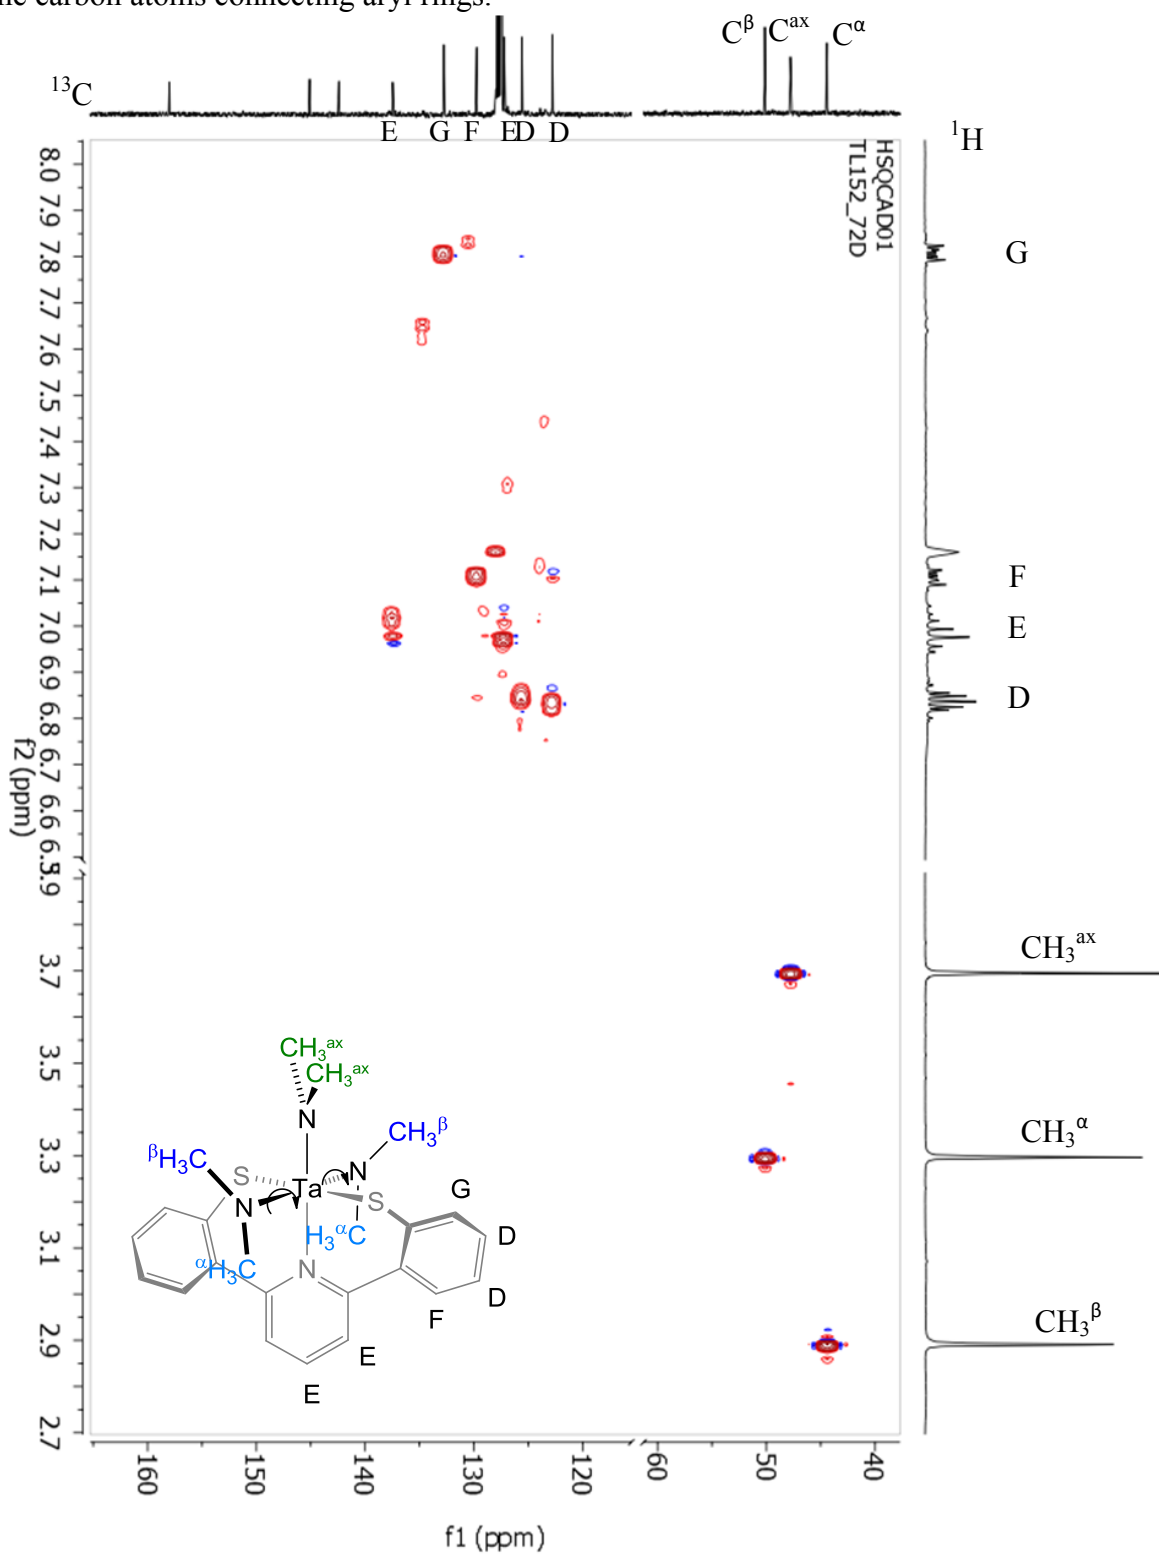 ne carbon atoms connecting aryl rings.
Cβ Cax Cα
13C
E G F ED D
1H
HSQCAD01
TL152_72D
8.0 7.9 7.8 7.7 7.6 7.5 7.4 7.3 7.2 7.1 7.0 6.9 6.8 6.7 6.6 6.5
3.9 3.7 3.5 3.3 3.1 2.9 2.7
f2 (ppm)
G
F
E
D
CH3ax
CH3α
CH3β
CH3ax
CH3ax
N
CH3β
βH3C
S
Ta
N
N
S
G
H3αC
D
αH3C
N
D
F
E
E
160 150 140 130 120 60 50 40
f1 (ppm)